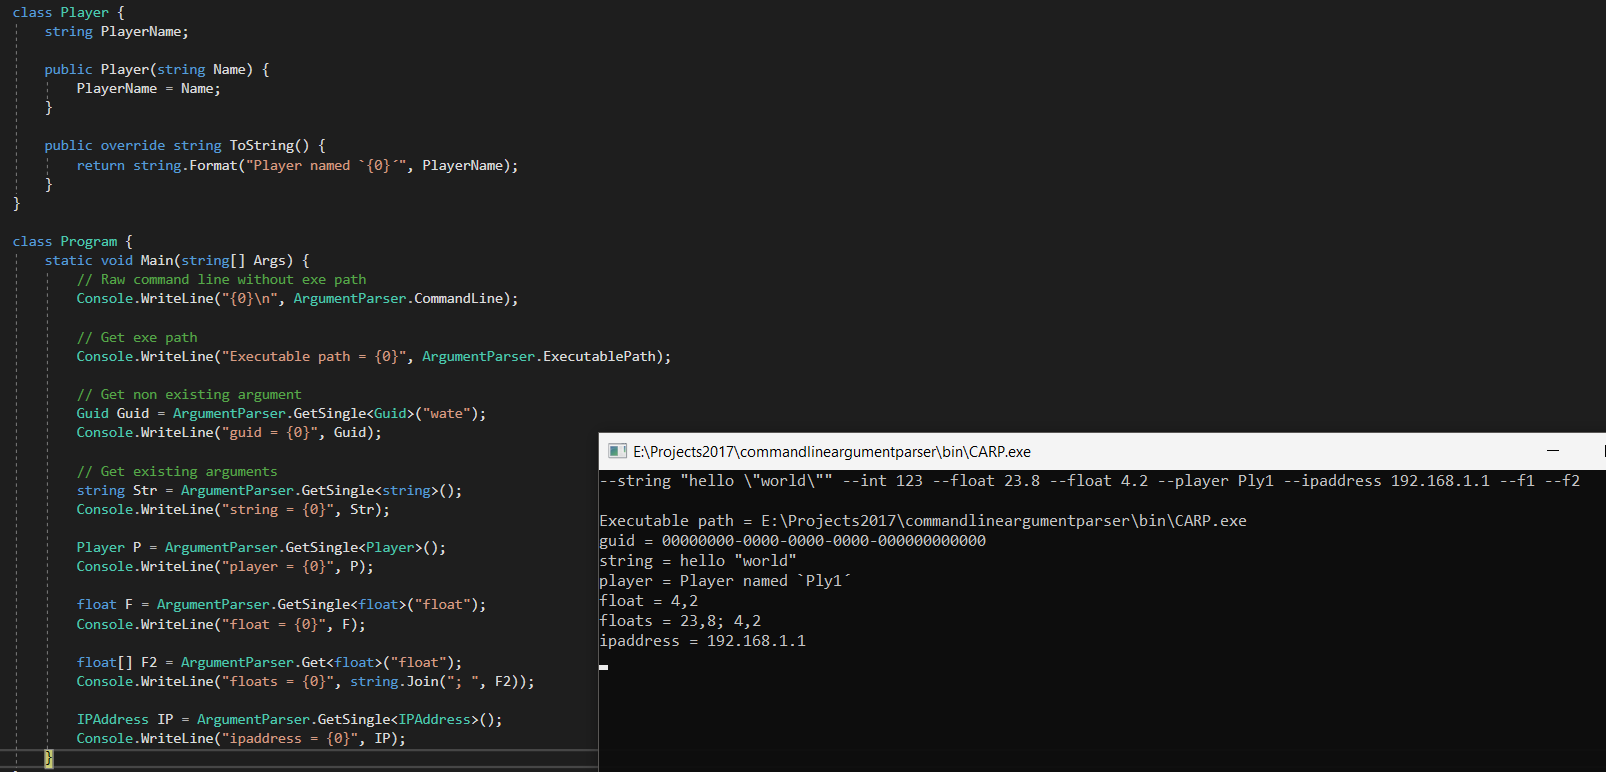 class Player {
    string PlayerName;

    public Player(string Name) {
        PlayerName = Name;
    }

    public override string ToString() {
        return string.Format("Player named `{0}´", PlayerName);
    }
}

class Program {
    static void Main(string[] Args) {
        // Raw command line without exe path
        Console.WriteLine("{0}\n", ArgumentParser.CommandLine);

        // Get exe path
        Console.WriteLine("Executable path = {0}", ArgumentParser.ExecutablePath);

        // Get non existing argument
        Guid Guid = ArgumentParser.GetSingle<Guid>("wate");
        Console.WriteLine("guid = {0}", Guid);

        // Get existing arguments
        string Str = ArgumentParser.GetSingle<string>();
        Console.WriteLine("string = {0}", Str);

        Player P = ArgumentParser.GetSingle<Player>();
        Console.WriteLine("player = {0}", P);

        float F = ArgumentParser.GetSingle<float>("float");
        Console.WriteLine("float = {0}", F);

        float[] F2 = ArgumentParser.Get<float>("float");
        Console.WriteLine("floats = {0}", string.Join("; ", F2));

        IPAddress IP = ArgumentParser.GetSingle<IPAddress>();
        Console.WriteLine("ipaddress = {0}", IP);
    }
E:\Projects2017\commandlineargumentparser\bin\CARP.exe
--string "hello \"world\"" --int 123 --float 23.8 --float 4.2 --player Ply1 --ipaddress 192.168.1.1 --f1 --f2

Executable path = E:\Projects2017\commandlineargumentparser\bin\CARP.exe
guid = 00000000-0000-0000-0000-000000000000
string = hello "world"
player = Player named `Ply1´
float = 4,2
floats = 23,8; 4,2
ipaddress = 192.168.1.1